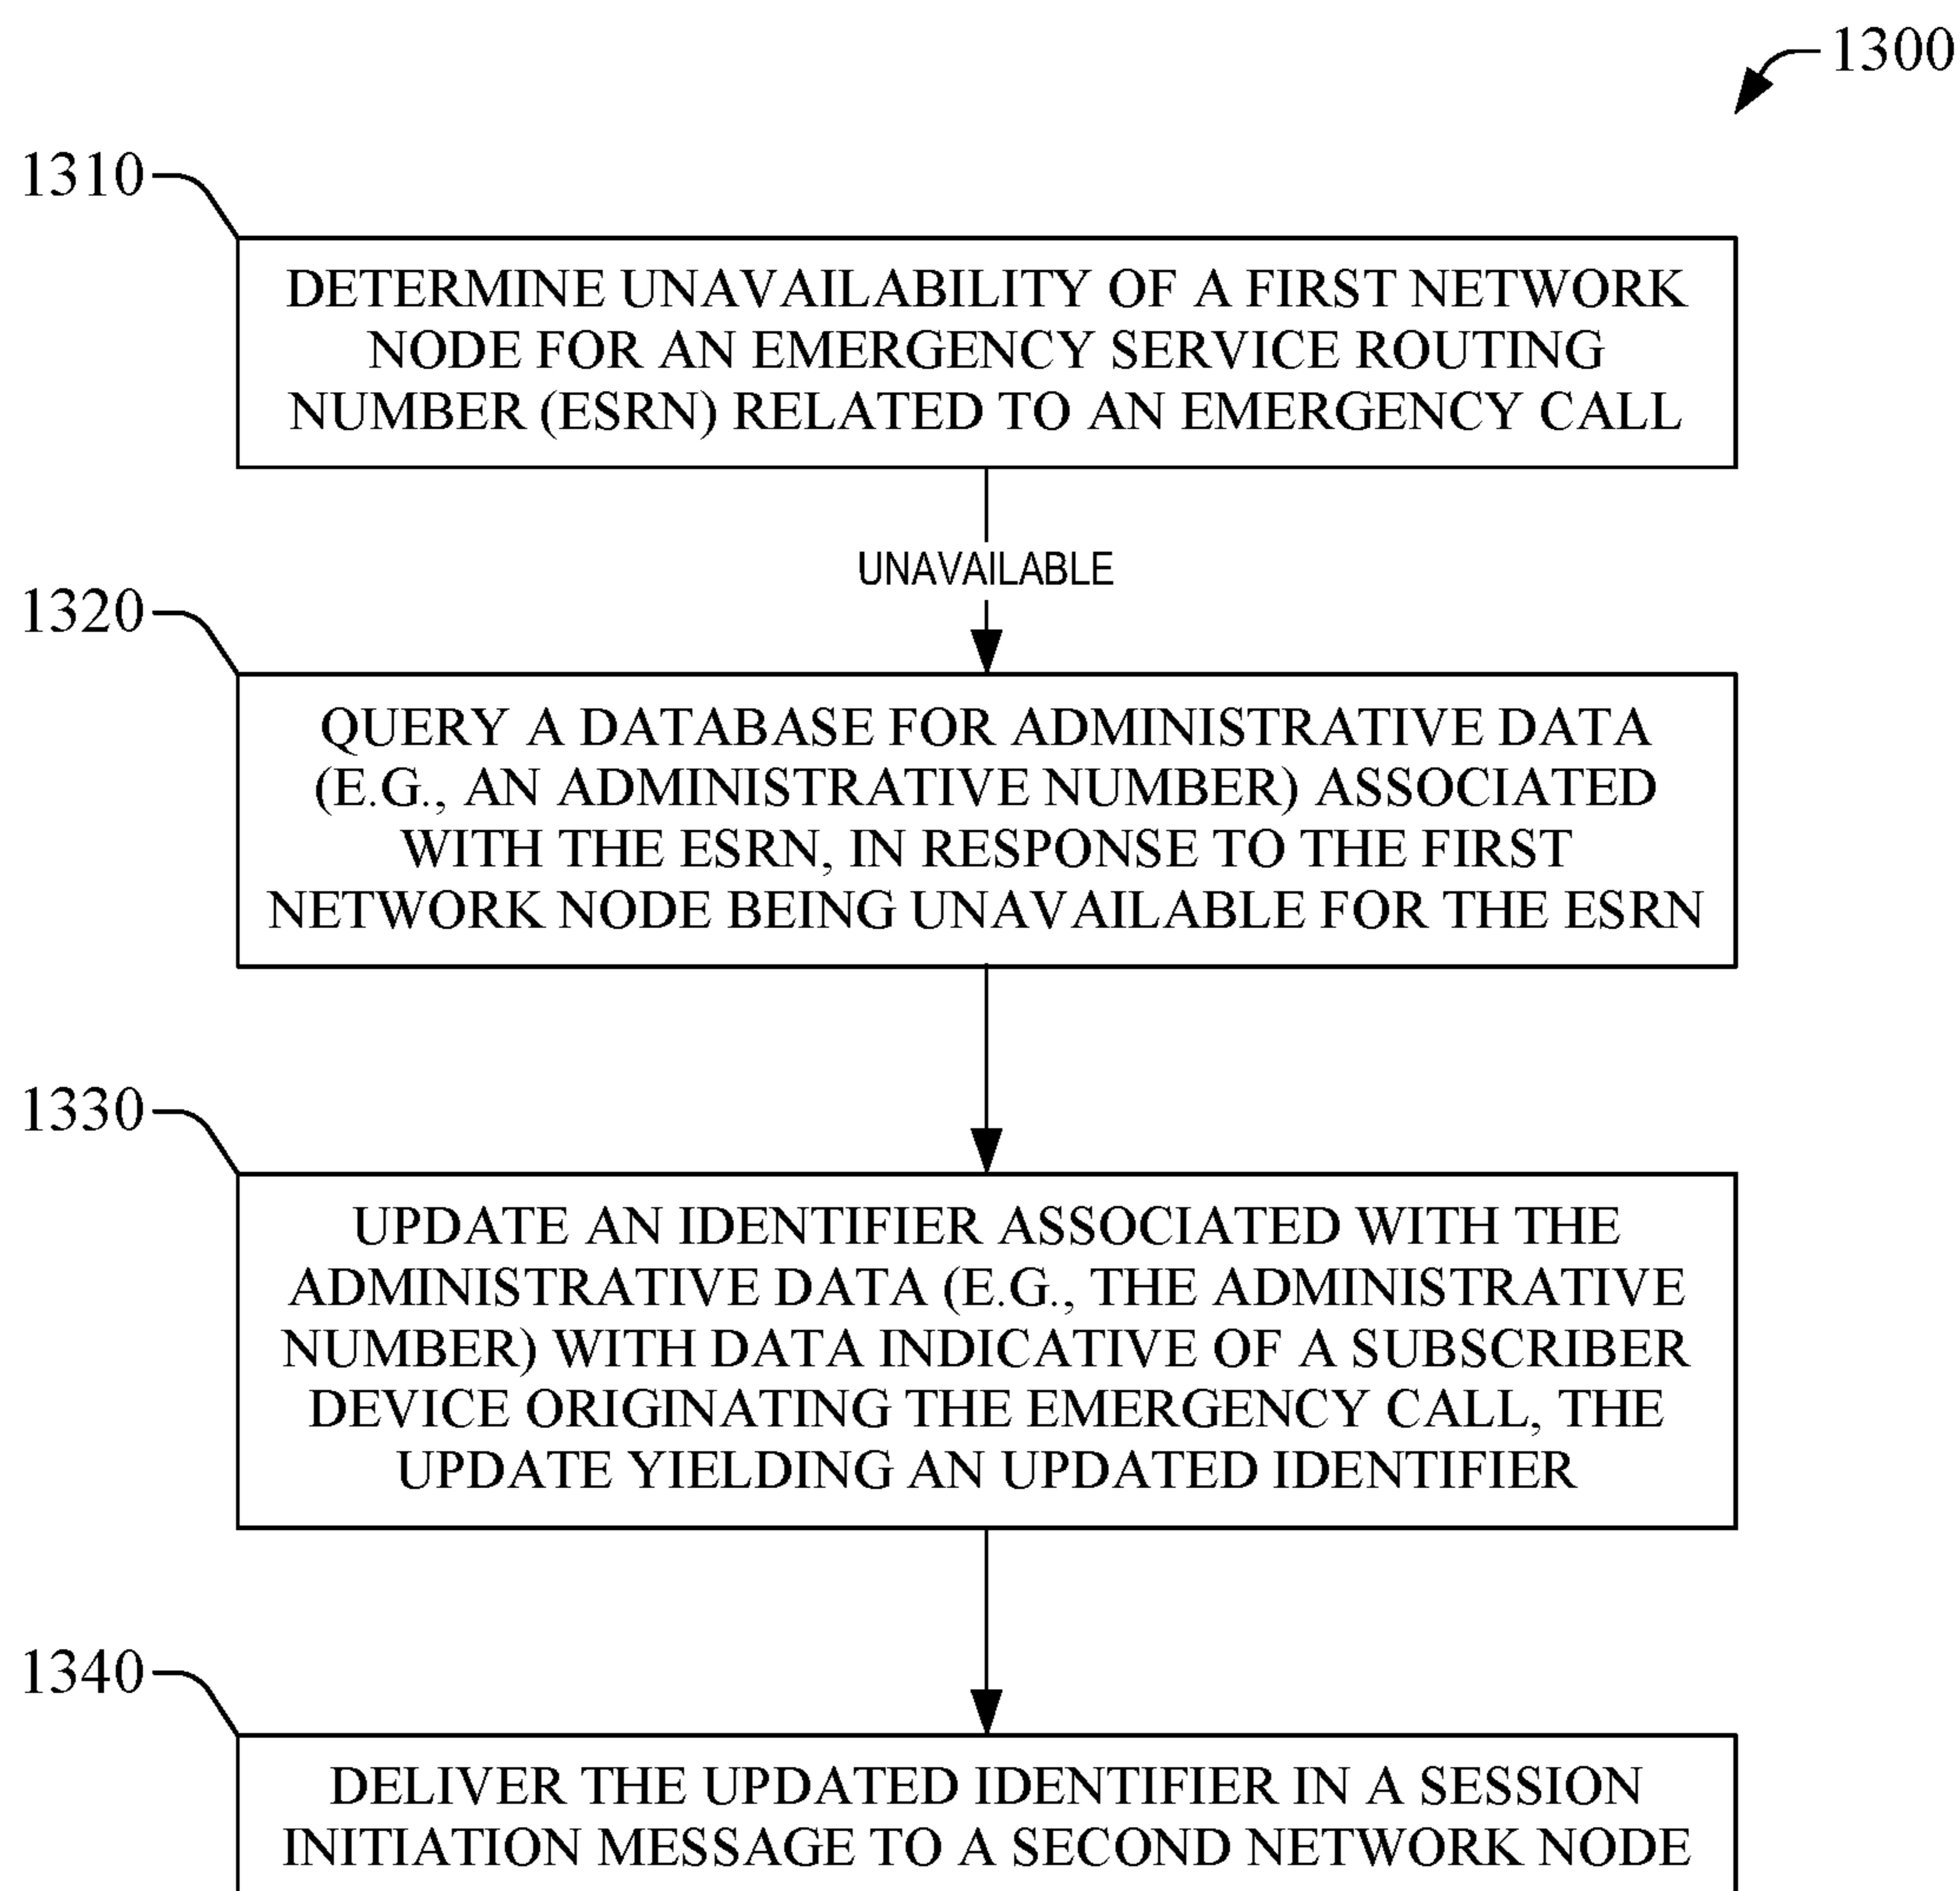 1300
1310
DETERMINE UNAVAILABILITY OF A FIRST NETWORK
NODE FOR AN EMERGENCY SERVICE ROUTING
NUMBER (ESRN) RELATED TO AN EMERGENCY CALL
UNAVAILABLE
1320
QUERY A DATABASE FOR ADMINISTRATIVE DATA
(E.G., AN ADMINISTRATIVE NUMBER) ASSOCIATED
WITH THE ESRN, IN RESPONSE TO THE FIRST
NETWORK NODE BEING UNAVAILABLE FOR THE ESRN
1330
UPDATE AN IDENTIFIER ASSOCIATED WITH THE
ADMINISTRATIVE DATA (E.G., THE ADMINISTRATIVE
NUMBER) WITH DATA INDICATIVE OF A SUBSCRIBER
DEVICE ORIGINATING THE EMERGENCY CALL, THE
UPDATE YIELDING AN UPDATED IDENTIFIER
1340
DELIVER THE UPDATED IDENTIFIER IN A SESSION
INITIATION MESSAGE TO A SECOND NETWORK NODE